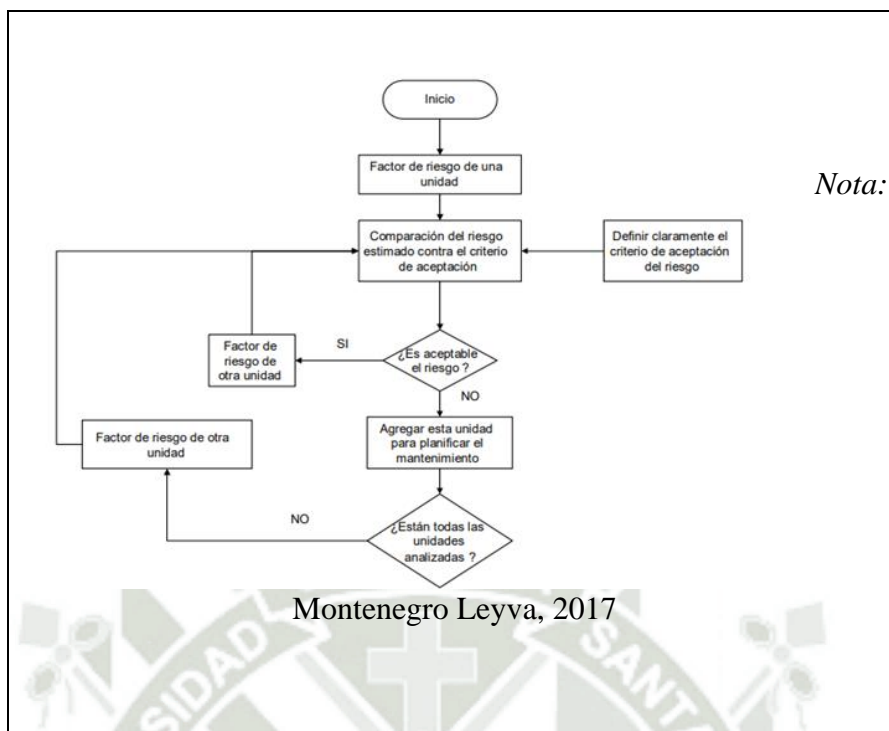 Inicio
Factor de riesgo de una
unidad
Nota:
Comparación del riesgo
estimado contra el criterio
de aceptación
Definir claramente el
criterio de aceptación
del riesgo
Factor de
riesgo de
otra unidad
SI
¿Es aceptable
el riesgo ?
NO
Agregar esta unidad
para planificar el
mantenimiento
Factor de riesgo de otra
unidad
NO
¿Están todas las
unidades
analizadas ?
Montenegro Leyva, 2017
SIDAD
SANT